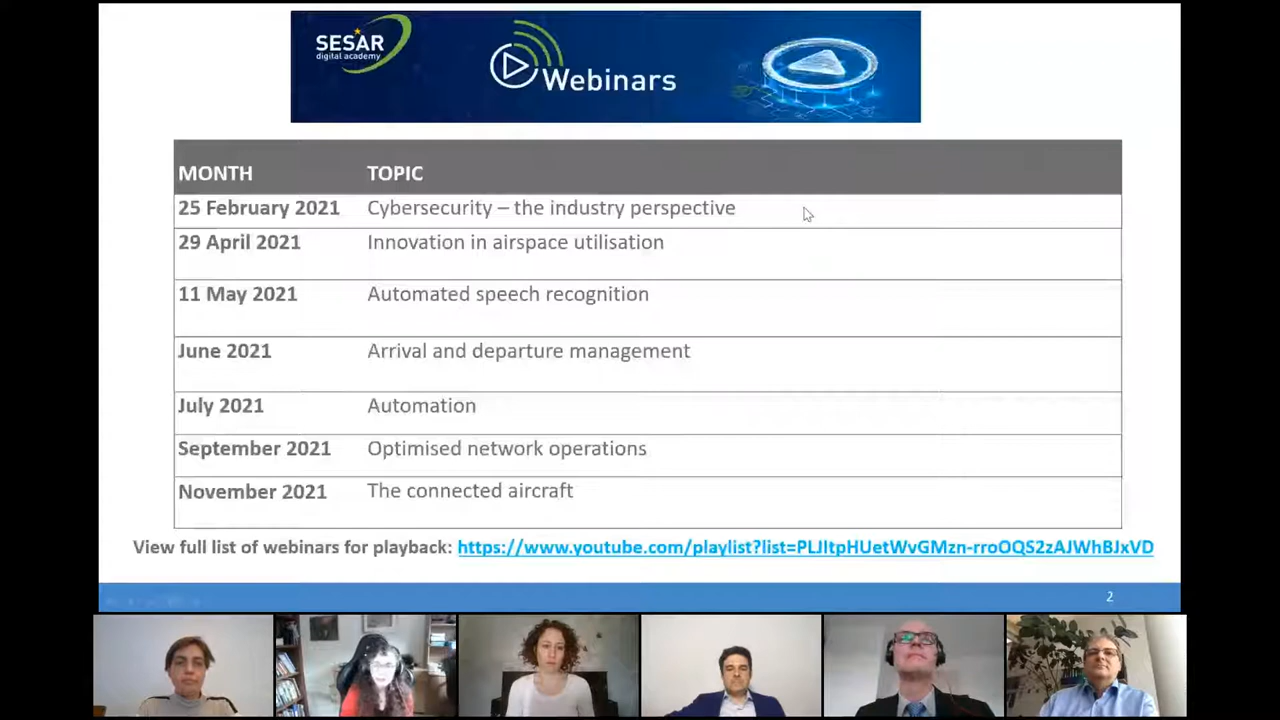 SESAR
digital academy
Webinars
MONTH TOPIC
25 February 2021 Cybersecurity – the industry perspective
29 April 2021 Innovation in airspace utilisation
11 May 2021 Automated speech recognition
June 2021 Arrival and departure management
July 2021 Automation
September 2021 Optimised network operations
November 2021 The connected aircraft
View full list of webinars for playback: https://www.youtube.com/playlist?list=PLJItpHUetWvGMzn-rroOQS2zAJWhBJxVD
2